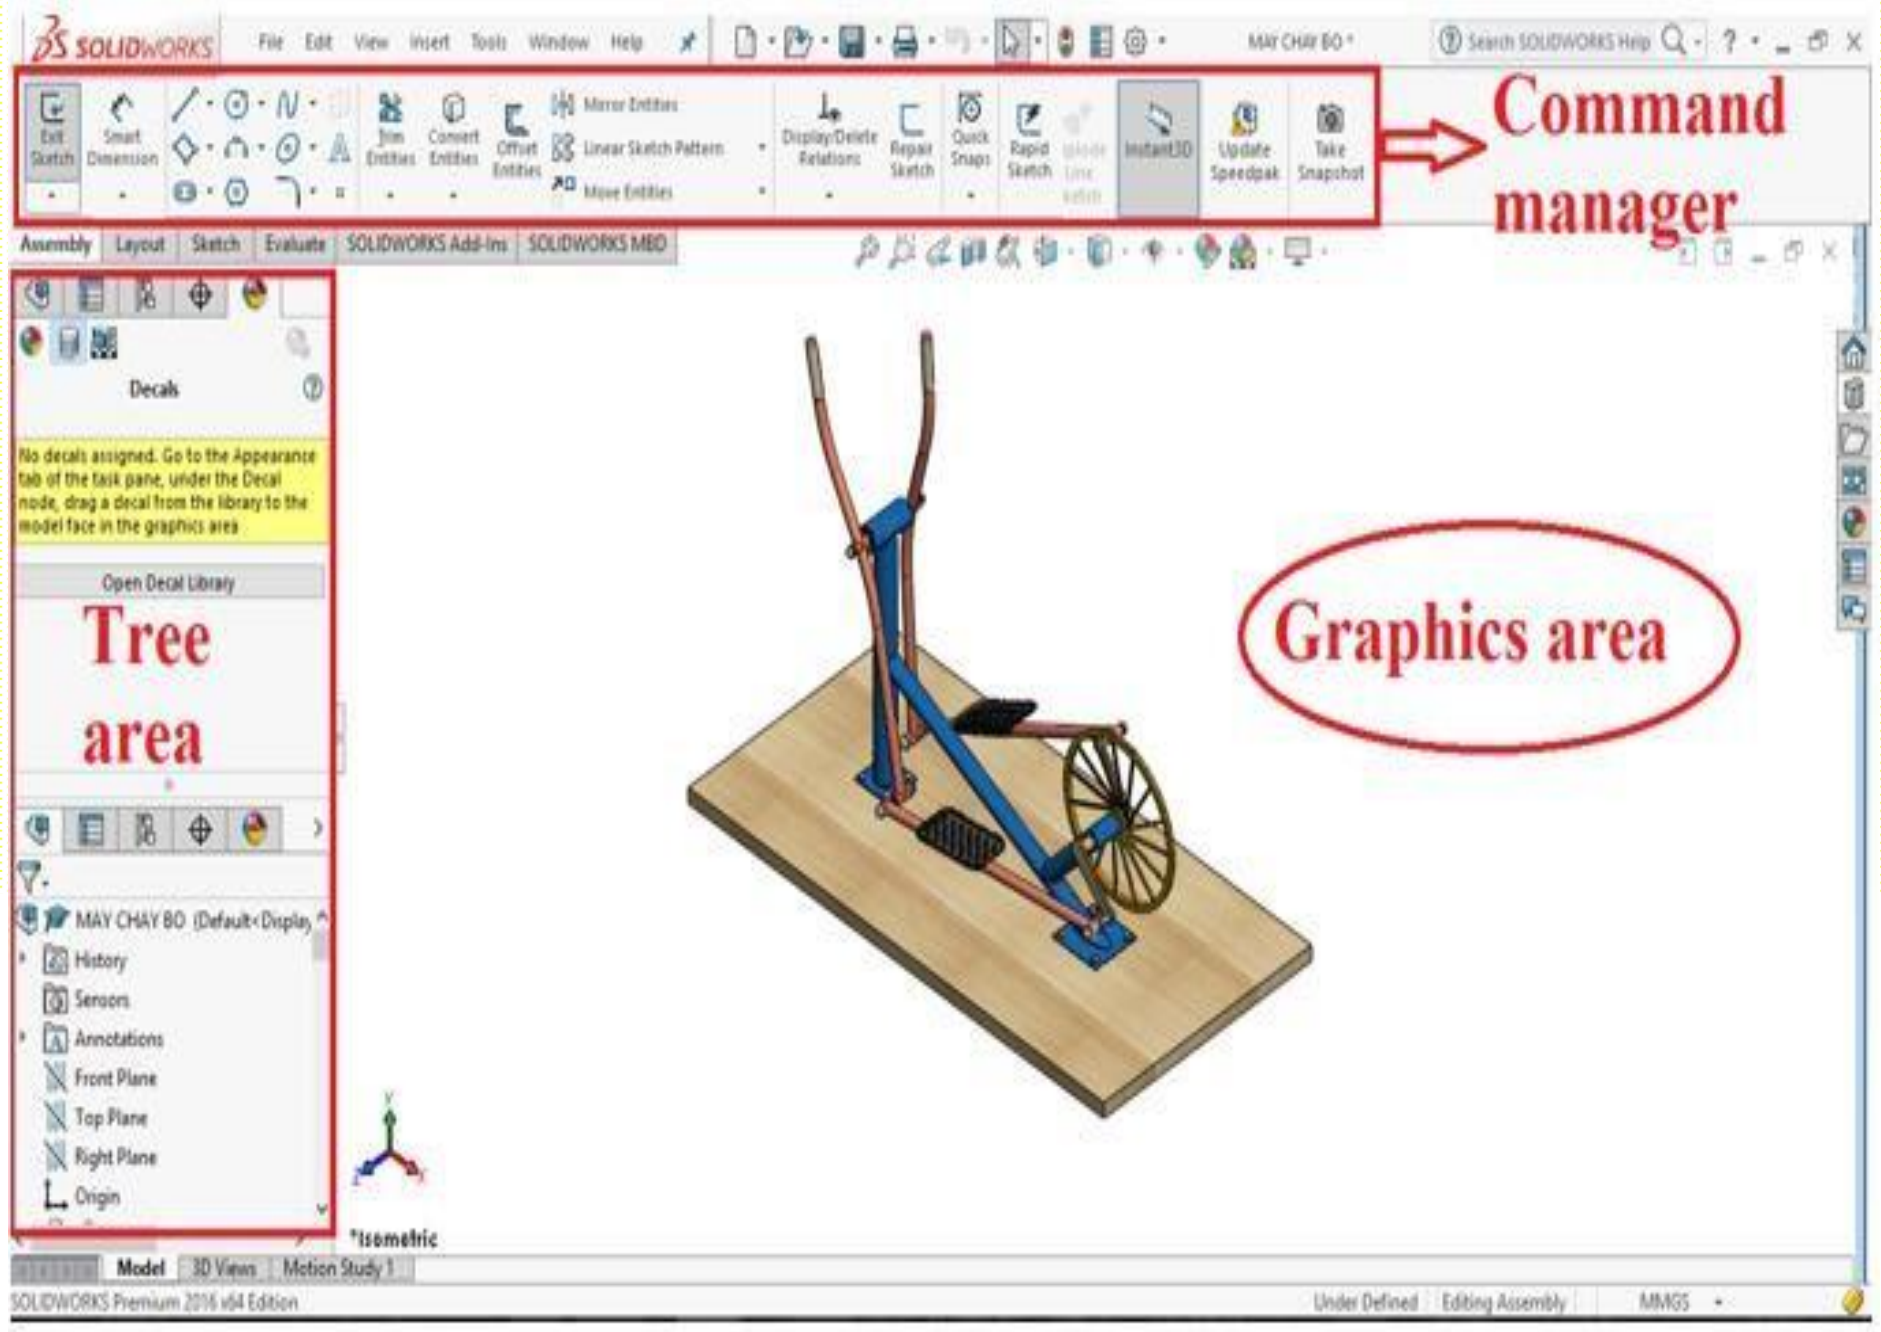 SOLIDWORKS File Edit View Insert Tools Window Help MAY CHAY BO * Search SOLIDWORKS Help
Exit Sketch
Smart Dimension
Trim Entities
Convert Entities
Offset Entities
Mirror Entities
Linear Sketch Pattern
Move Entities
Display/Delete Relations
Repair Sketch
Quick Snaps
Rapid Sketch
Instant3D
Update Speedpak
Take Snapshot
Command
manager
Assembly Layout Sketch Evaluate SOLIDWORKS Add-Ins SOLIDWORKS MBD
Decals
No decals assigned. Go to the Appearance
tab of the task pane, under the Decal
node, drag a decal from the library to the
model face in the graphics area
Open Decal Library
Tree
area
Graphics area
MAY CHAY BO (Default<Display
History
Sensors
Annotations
Front Plane
Top Plane
Right Plane
Origin
Y
Z
X
*Isometric
Model 3D Views Motion Study 1
SOLIDWORKS Premium 2016 x64 Edition Under Defined Editing Assembly MMGS